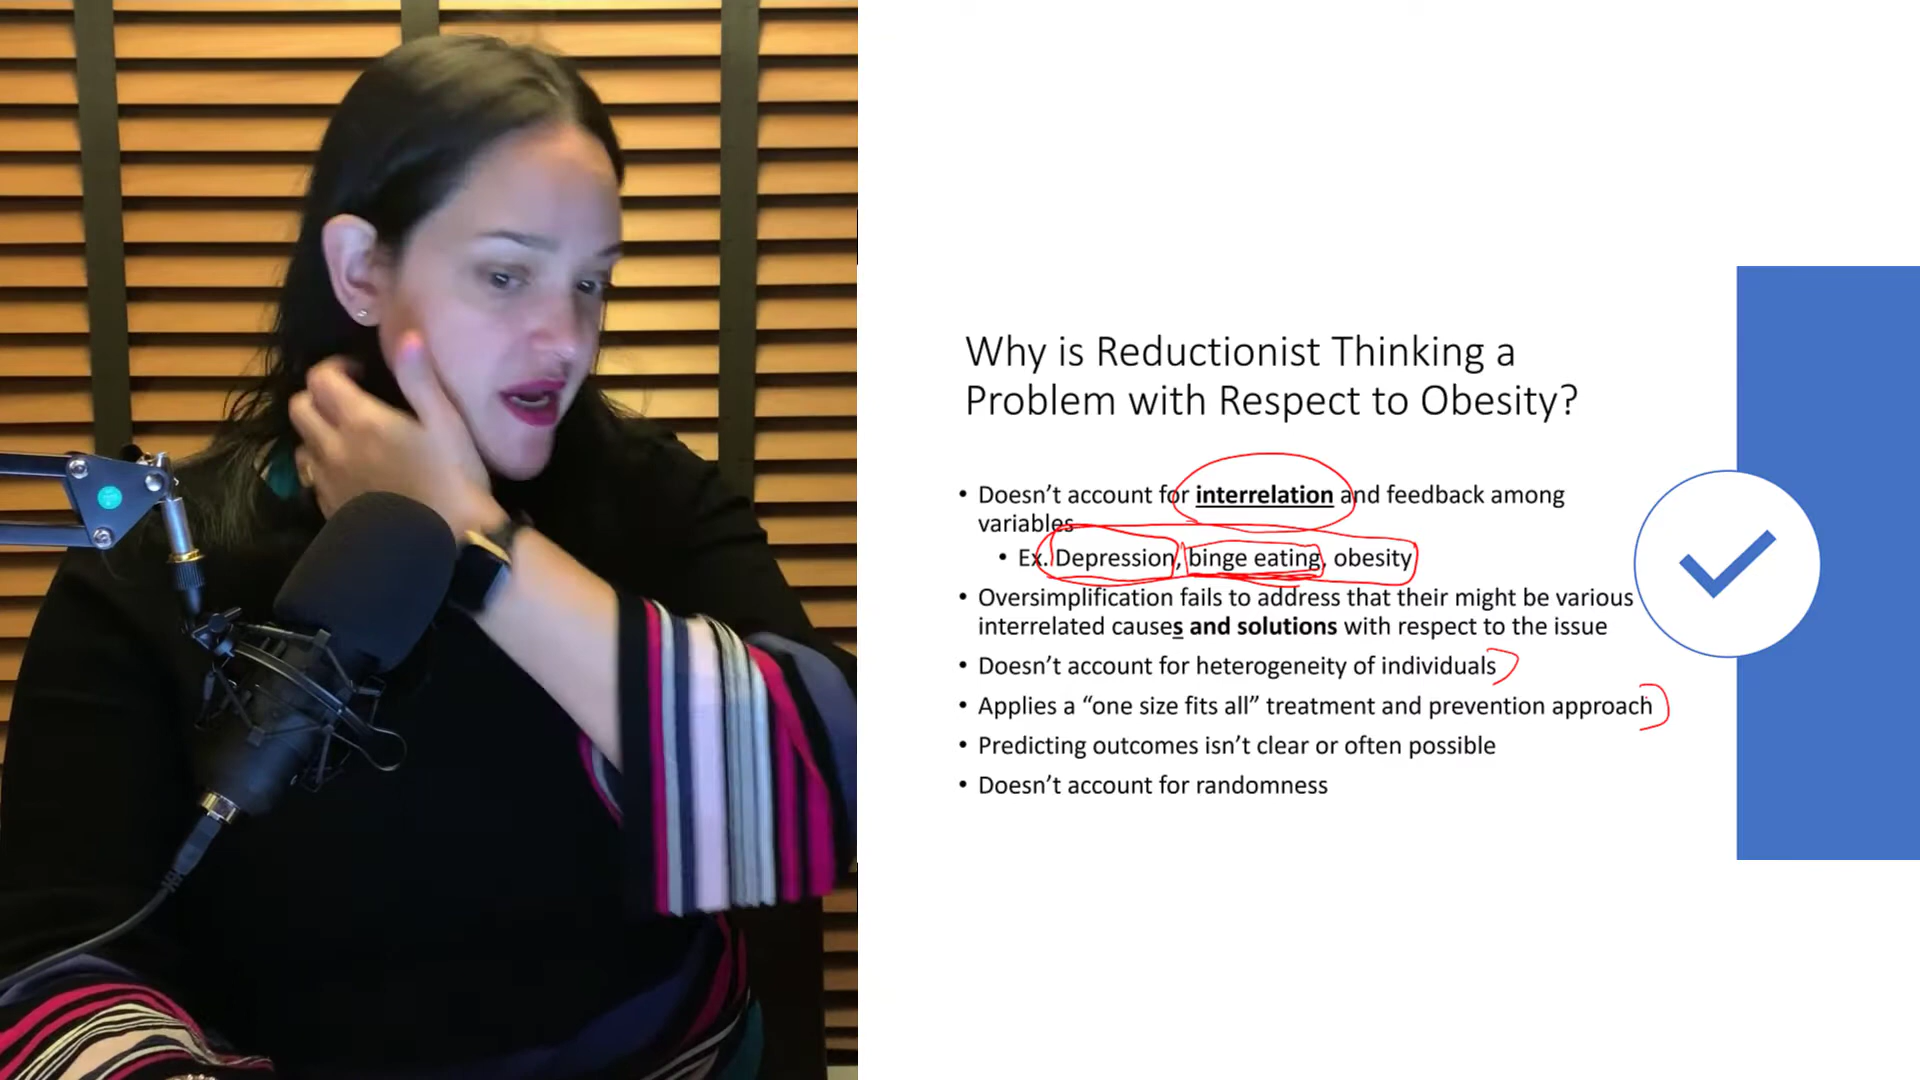 Why is Reductionist Thinking a
Problem with Respect to Obesity?
• Doesn’t account for interrelation and feedback among
variables
• Ex. Depression, binge eating, obesity
• Oversimplification fails to address that their might be various
interrelated causes and solutions with respect to the issue
• Doesn’t account for heterogeneity of individuals
• Applies a “one size fits all” treatment and prevention approach
• Predicting outcomes isn’t clear or often possible
• Doesn’t account for randomness